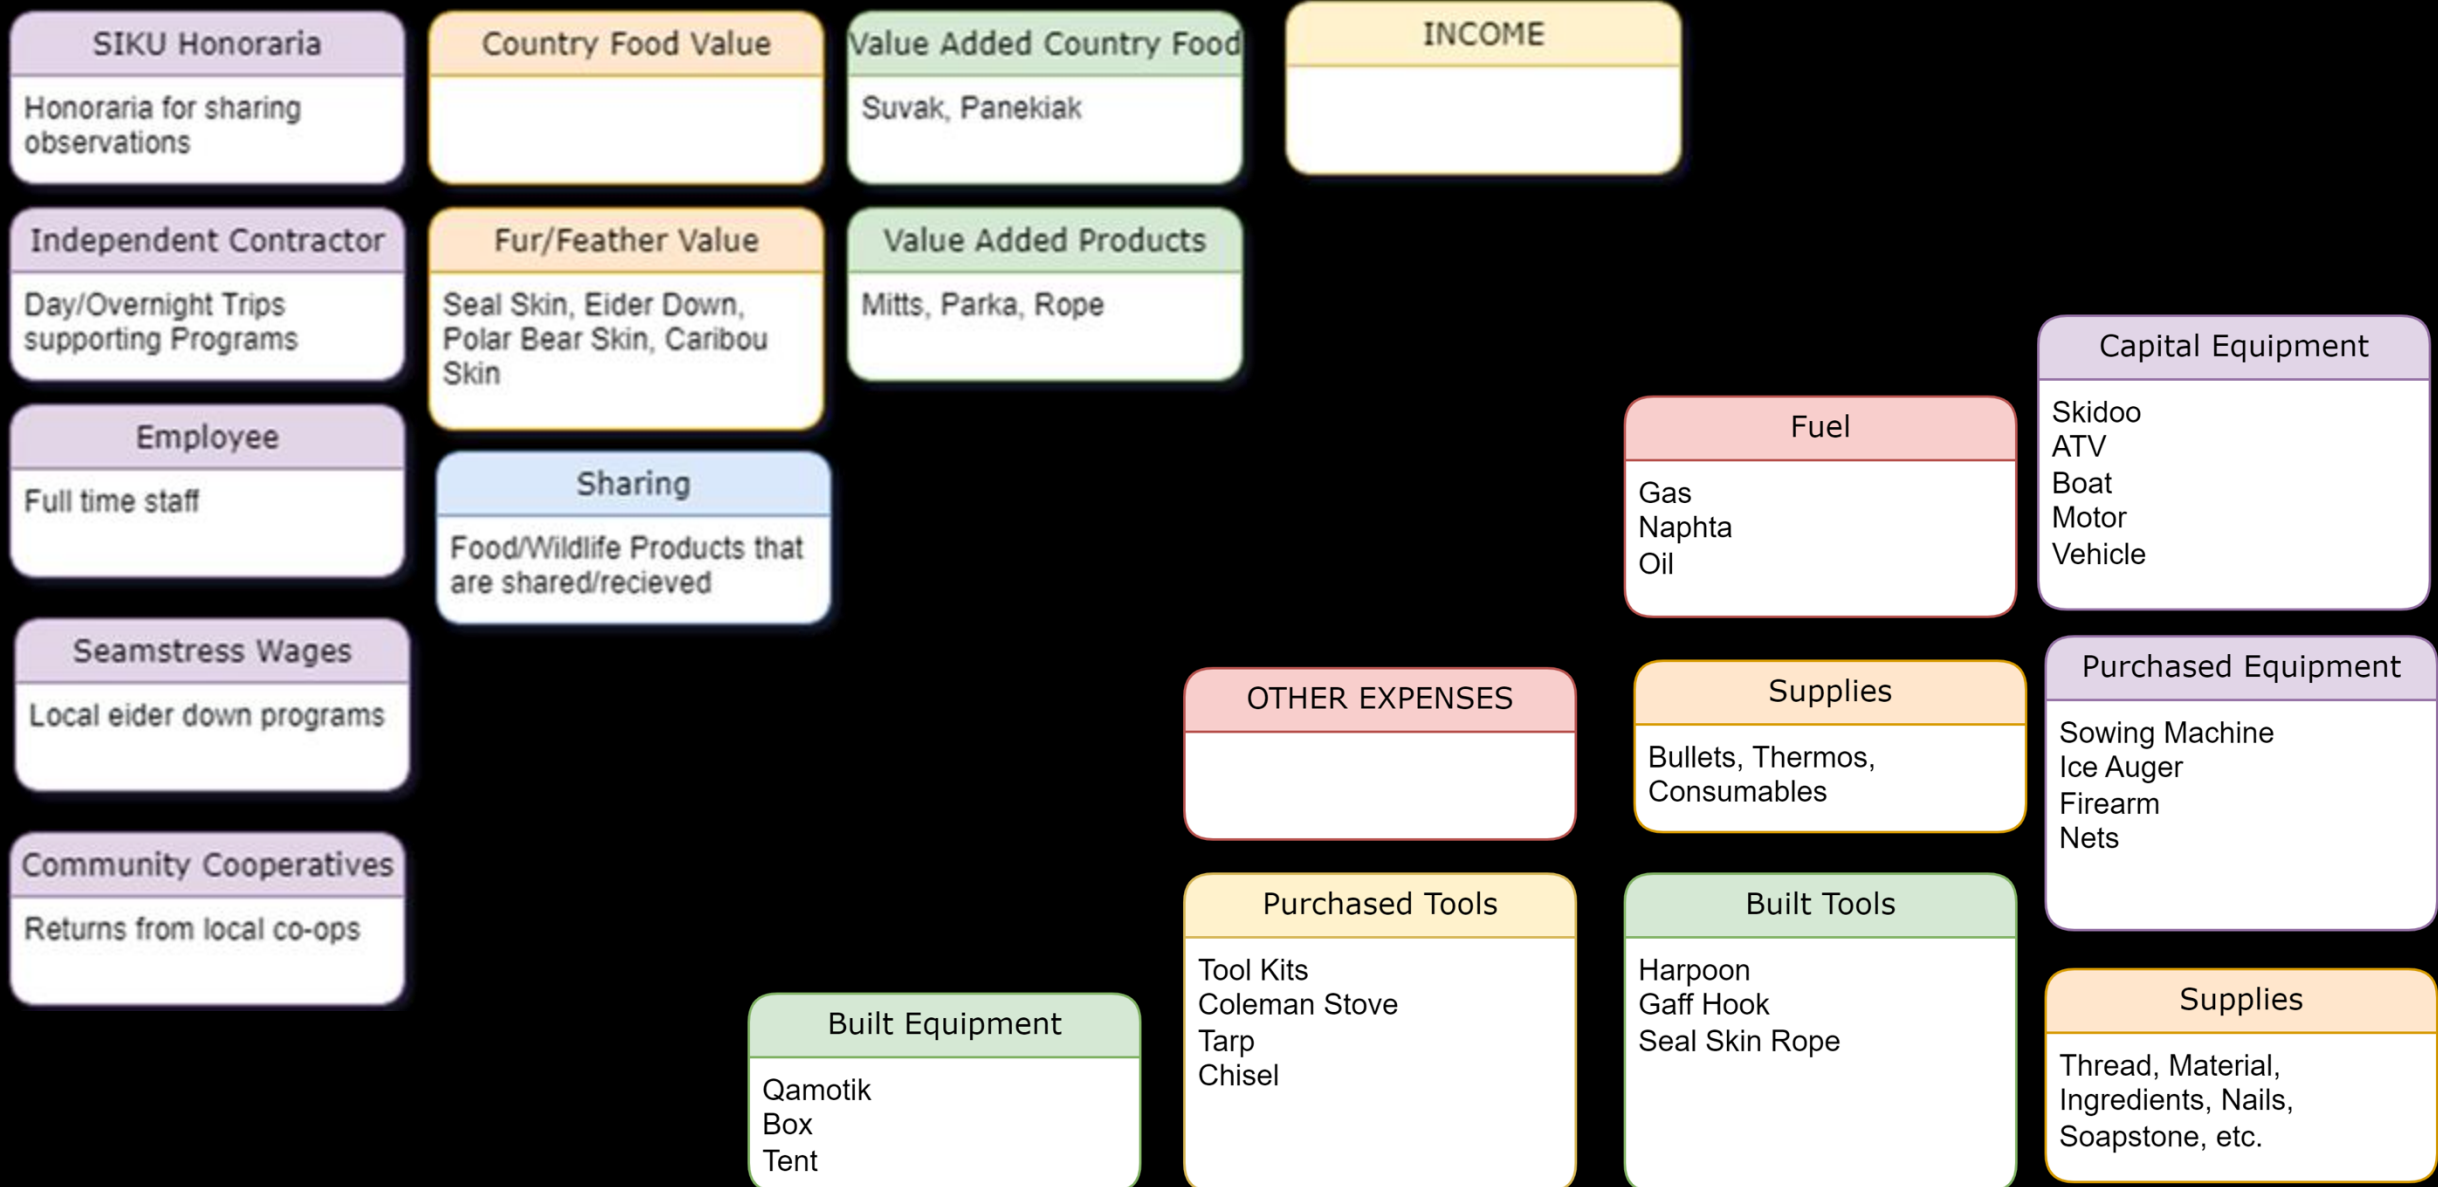 SIKU Honoraria
Honoraria for sharing
observations
Country Food Value
Value Added Country Food
Suvak, Panekiak
INCOME
Independent Contractor
Day/Overnight Trips
supporting Programs
Fur/Feather Value
Seal Skin, Eider Down,
Polar Bear Skin, Caribou
Skin
Value Added Products
Mitts, Parka, Rope
Employee
Full time staff
Sharing
Food/Wildlife Products that
are shared/recieved
Seamstress Wages
Local eider down programs
Community Cooperatives
Returns from local co-ops
Fuel
Gas
Naphta
Oil
Capital Equipment
Skidoo
ATV
Boat
Motor
Vehicle
OTHER EXPENSES
Supplies
Bullets, Thermos,
Consumables
Purchased Equipment
Sowing Machine
Ice Auger
Firearm
Nets
Built Equipment
Qamotik
Box
Tent
Purchased Tools
Tool Kits
Coleman Stove
Tarp
Chisel
Built Tools
Harpoon
Gaff Hook
Seal Skin Rope
Supplies
Thread, Material,
Ingredients, Nails,
Soapstone, etc.